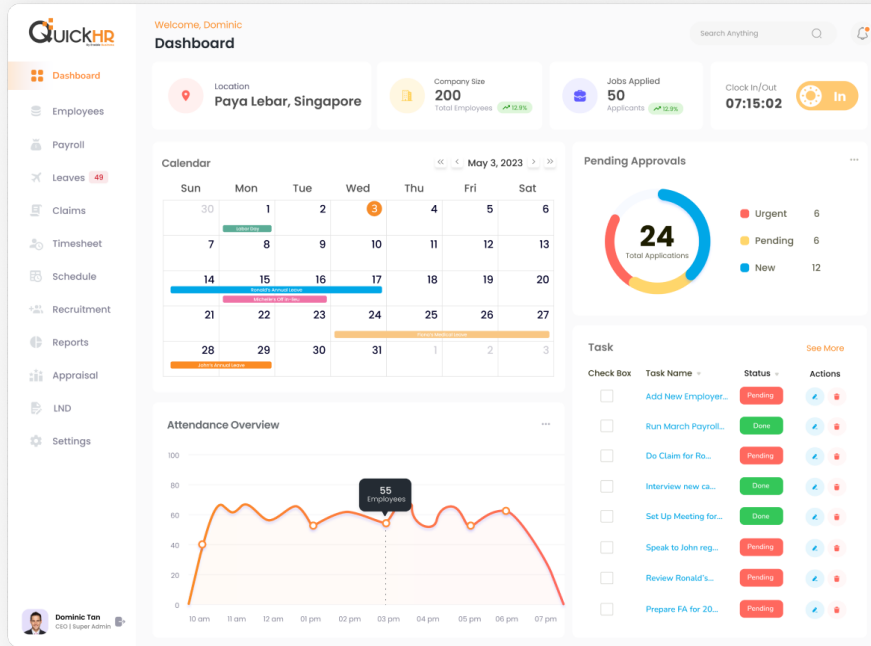 QUICKHR
Welcome, Dominic
Dashboard
Search Anything
Dashboard
Employees
Payroll
Leaves 49
Claims
Timesheet
Schedule
Recruitment
Reports
Appraisal
LND
Settings
Dominic Tan
CEO | Super Admin
Location
Paya Lebar, Singapore
Company Size
200
Total Employees 12.9%
Jobs Applied
50
Applicants 12.9%
Clock In/Out
07:15:02
In
Calendar
« < May 3, 2023 > »
Sun Mon Tue Wed Thu Fri Sat
30 1 2 3 4 5 6
Labor Day
7 8 9 10 11 12 13
14 15 16 17 18 19 20
Ronald's Annual Leave
Michele's Off in-lieu
21 22 23 24 25 26 27
Medical Leave
28 29 30 31 1 2 3
John's Annual Leave
Pending Approvals
...
24
Total Applications
Urgent 6
Pending 6
New 12
Attendance Overview
...
100
80
60
40
20
0
55
Employees
10 am 11 am 12 am 01 pm 02 pm 03 pm 04 pm 05 pm 06 pm 07 pm
Task
See More
Check Box Task Name Status Actions
Add New Employer... Pending
Run March Payroll... Done
Do Claim for Ro... Pending
Interview new ca... Done
Set Up Meeting for... Done
Speak to John reg... Pending
Review Ronald's... Pending
Prepare FA for 20... Pending